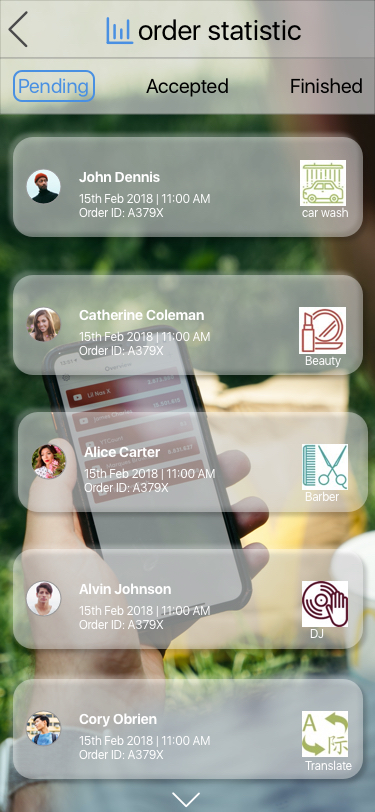 order statistic
Pending Accepted Finished
John Dennis
15th Feb 2018 | 11:00 AM
Order ID: A379X
car wash
Catherine Coleman
15th Feb 2018 | 11:00 AM
Order ID: A379X
Beauty
Lil Nas X
Alice Carter
15th Feb 2018 | 11:00 AM
Order ID: A379X
Barber
Alvin Johnson
15th Feb 2018 | 11:00 AM
Order ID: A379X
DJ
Cory Obrien
15th Feb 2018 | 11:00 AM
Order ID: A379X
A
际
Translate